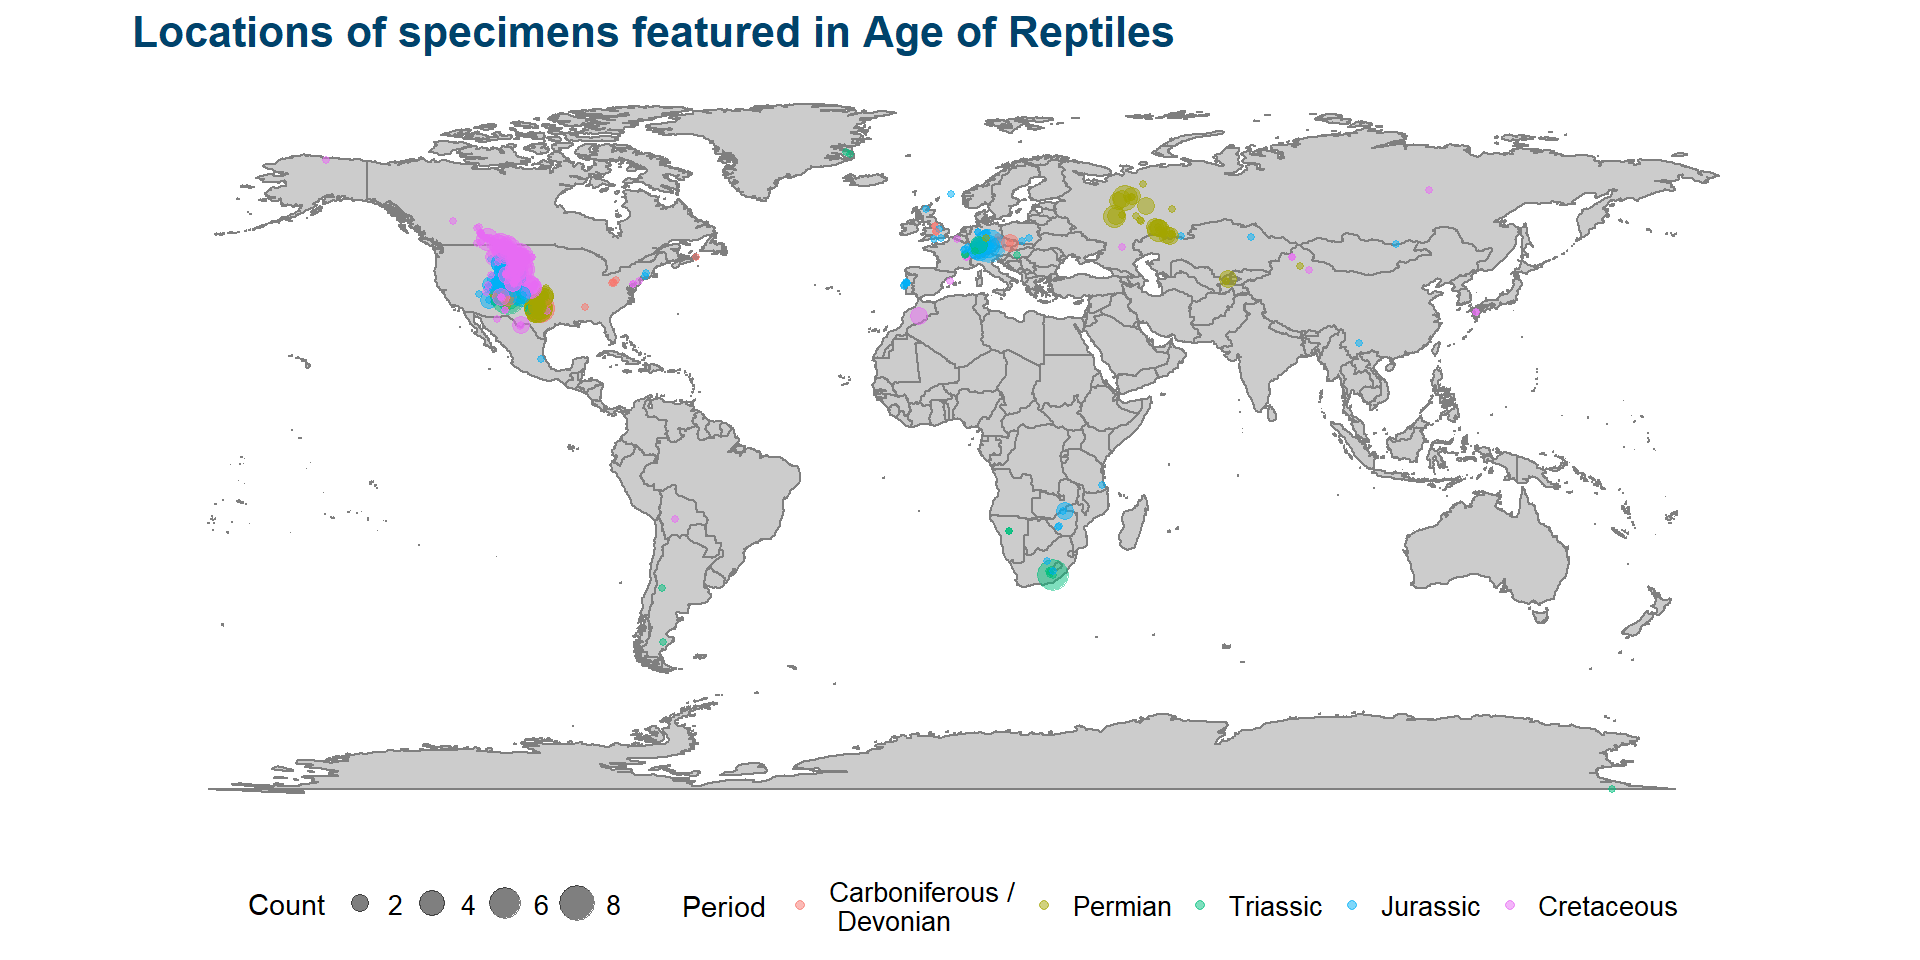 Locations of specimens featured in Age of Reptiles
Count 2 4 6 8 Period Carboniferous /
Devonian Permian Triassic Jurassic Cretaceous